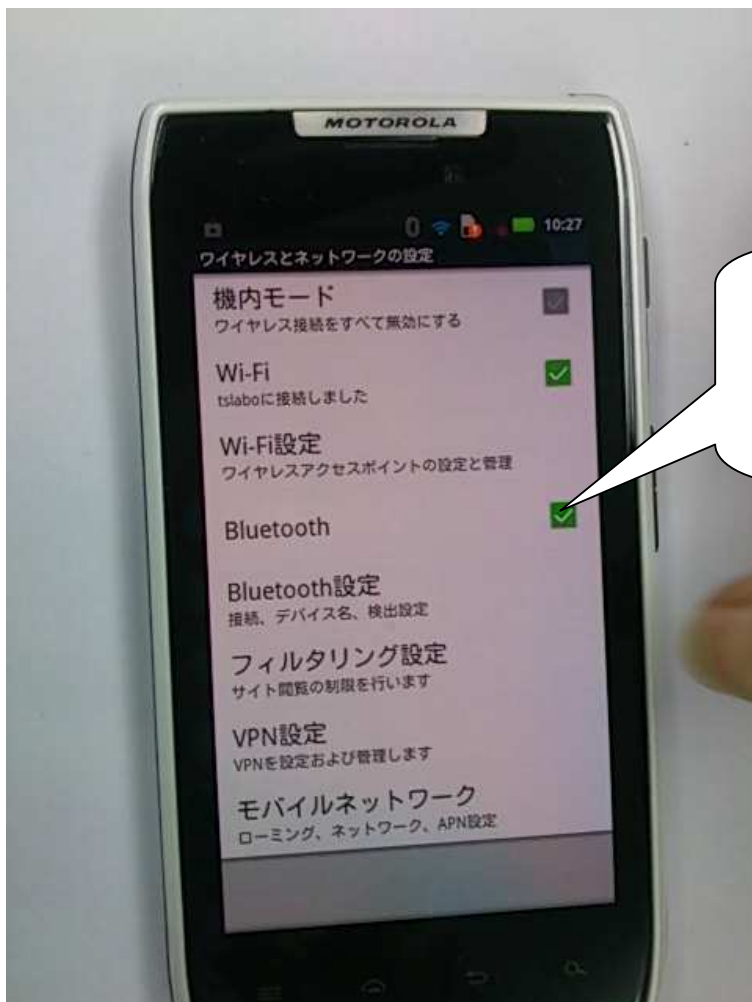 MOTOROLA
10:27
ワイヤレスとネットワークの設定
機内モード
ワイヤレス接続をすべて無効にする
Wi-Fi
tslaboに接続しました
Wi-Fi設定
ワイヤレスアクセスポイントの設定と管理
Bluetooth
Bluetooth設定
接続、デバイス名、検出設定
フィルタリング設定
サイト閲覧の制限を行います
VPN設定
VPNを設定および管理します
モバイルネットワーク
ローミング、ネットワーク、APN設定